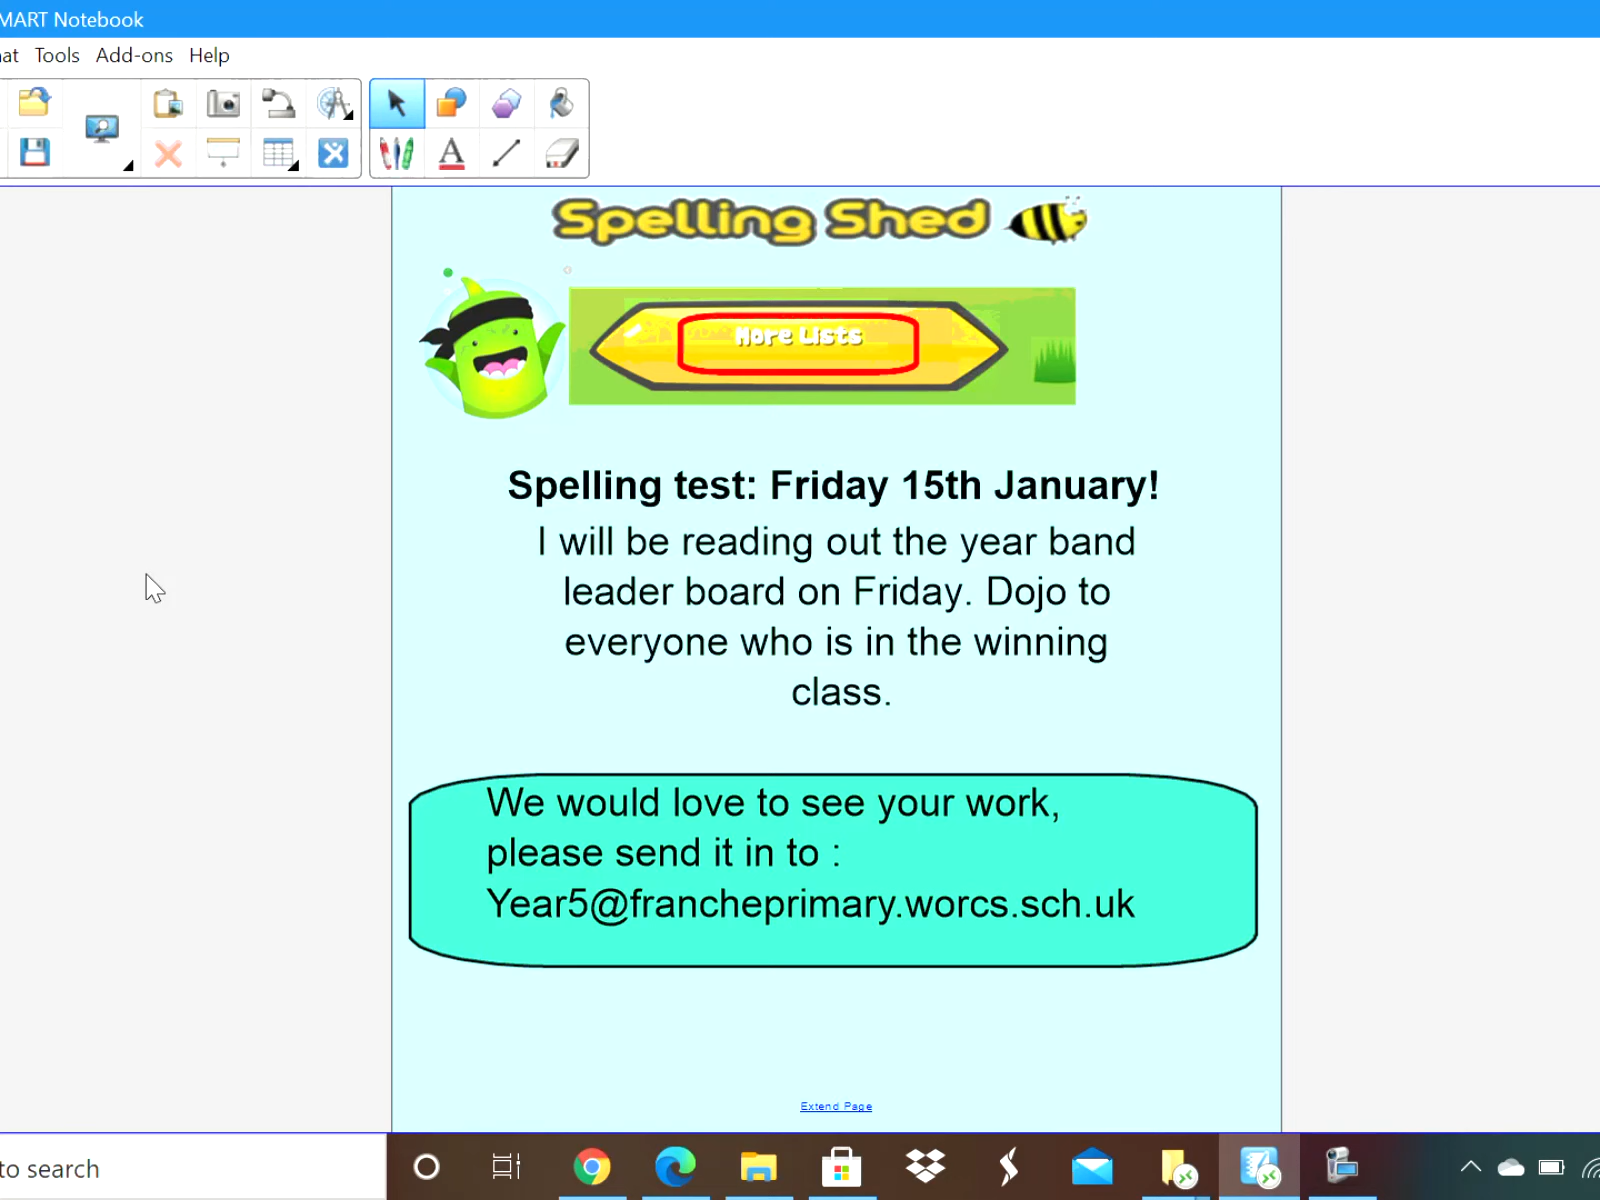 MART Notebook
Tools Add-ons Help
Spelling Shed
More Lists
Spelling test: Friday 15th January!
I will be reading out the year band
leader board on Friday. Dojo to
everyone who is in the winning
class.
We would love to see your work,
please send it in to :
Year5@francheprimary.worcs.sch.uk
Extend Page
to search